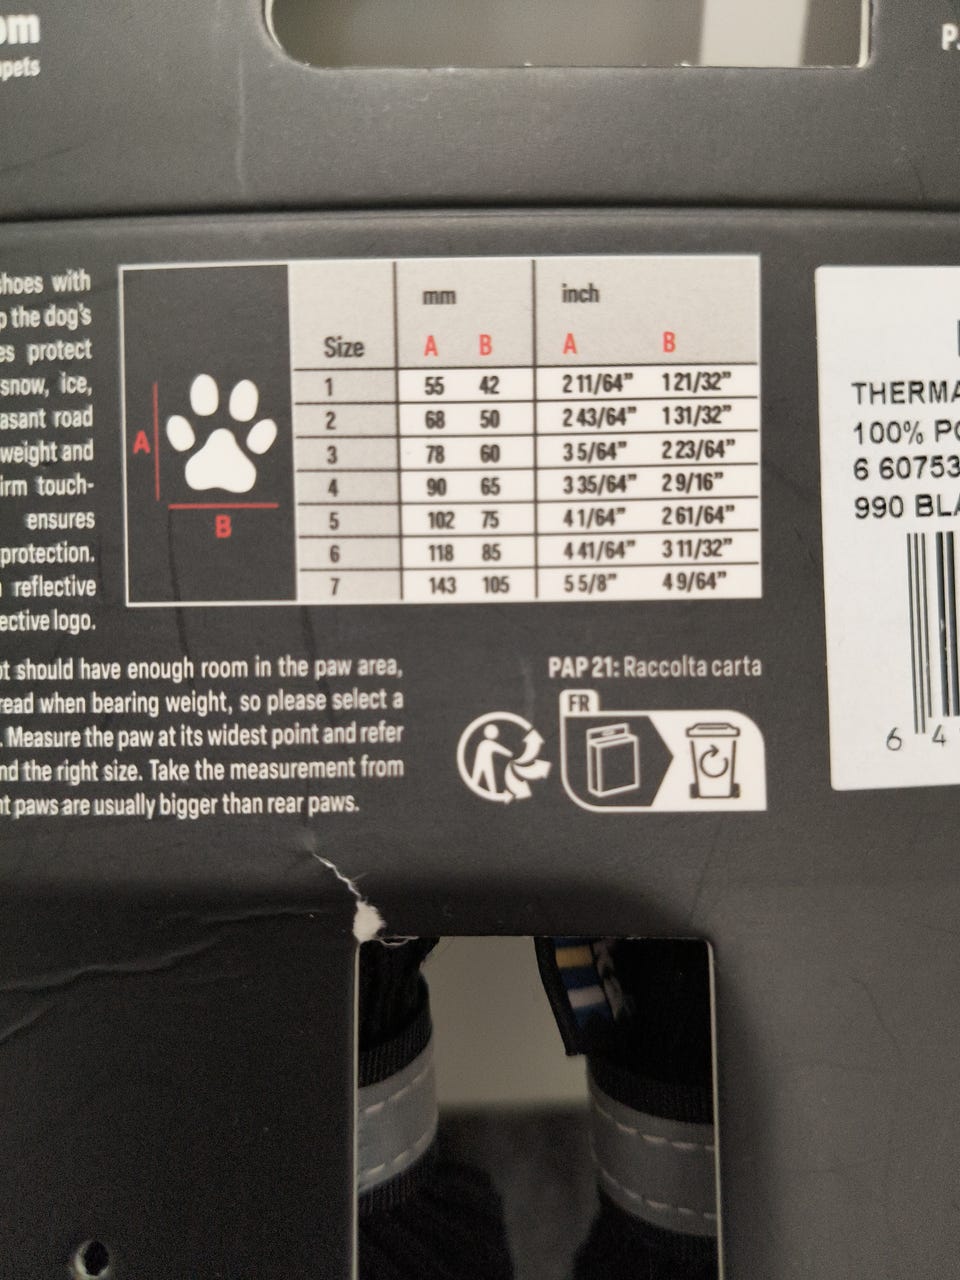 om
pets
P.
shoes with
p the dog's
es protect
snow, ice,
asant road
weight and
irm touch-
ensures
protection.
reflective
ective logo.
A
B
mm inch
Size A B A B
1 55 42 2 11/64” 1 21/32”
2 68 50 2 43/64” 1 31/32”
3 78 60 3 5/64” 2 23/64”
4 90 65 3 35/64” 2 9/16”
5 102 75 4 1/64” 2 61/64”
6 118 85 4 41/64” 3 11/32”
7 143 105 5 5/8” 4 9/64”
ot should have enough room in the paw area,
read when bearing weight, so please select a
. Measure the paw at its widest point and refer
nd the right size. Take the measurement from
nt paws are usually bigger than rear paws.
PAP 21: Raccolta carta
FR
THERMA
100% PO
6 60753
990 BLA
6 4